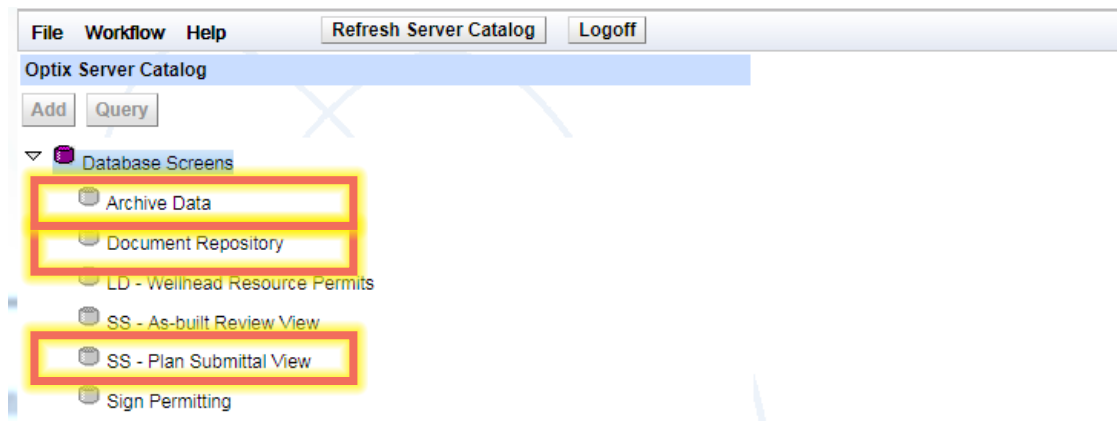 File Workflow Help Refresh Server Catalog Logoff
Optix Server Catalog
Add Query
Database Screens
Archive Data
Document Repository
LD - Wellhead Resource Permits
SS - As-built Review View
SS - Plan Submittal View
Sign Permitting